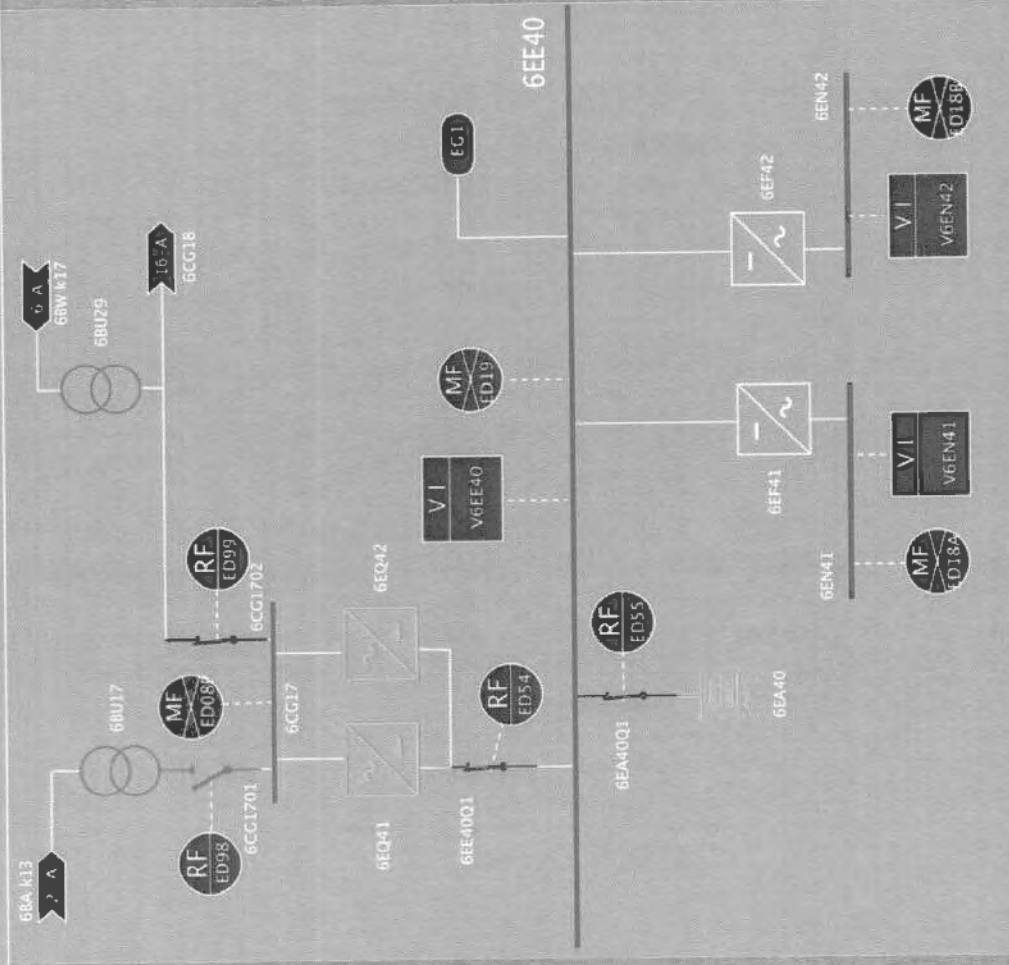 6EE40
EG1
6BW k17
6BU29
6CG18
6BA k13
6BU17
MF
ED08
RF
ED99
6CG1702
RF
ED98
6CG1701
6CG17
6EQ41
6EQ42
6EE40Q1
RF
ED54
V I
V6EE40
MF
ED19
6EA40Q1
RF
ED55
6EA40
6EF41
6EF42
6EN41
MF
ED18A
V I
V6EN41
6EN42
V I
V6EN42
MF
ED18B